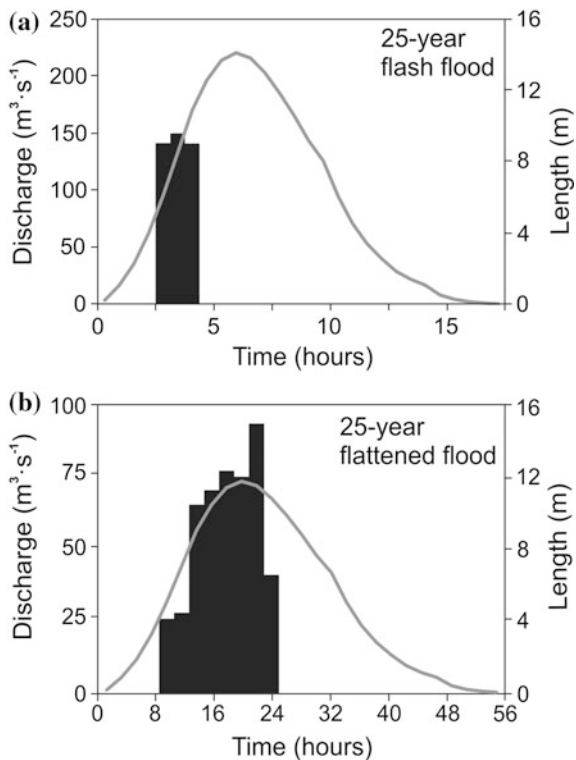 (a)
250
200
150
100
50
0
Discharge (m³·s⁻¹)
25-year
flash flood
16
12
8
4
0
Length (m)
0 5 10 15
Time (hours)
(b)
100
75
50
25
0
Discharge (m³·s⁻¹)
25-year
flattened flood
16
12
8
4
0
Length (m)
0 8 16 24 32 40 48 56
Time (hours)